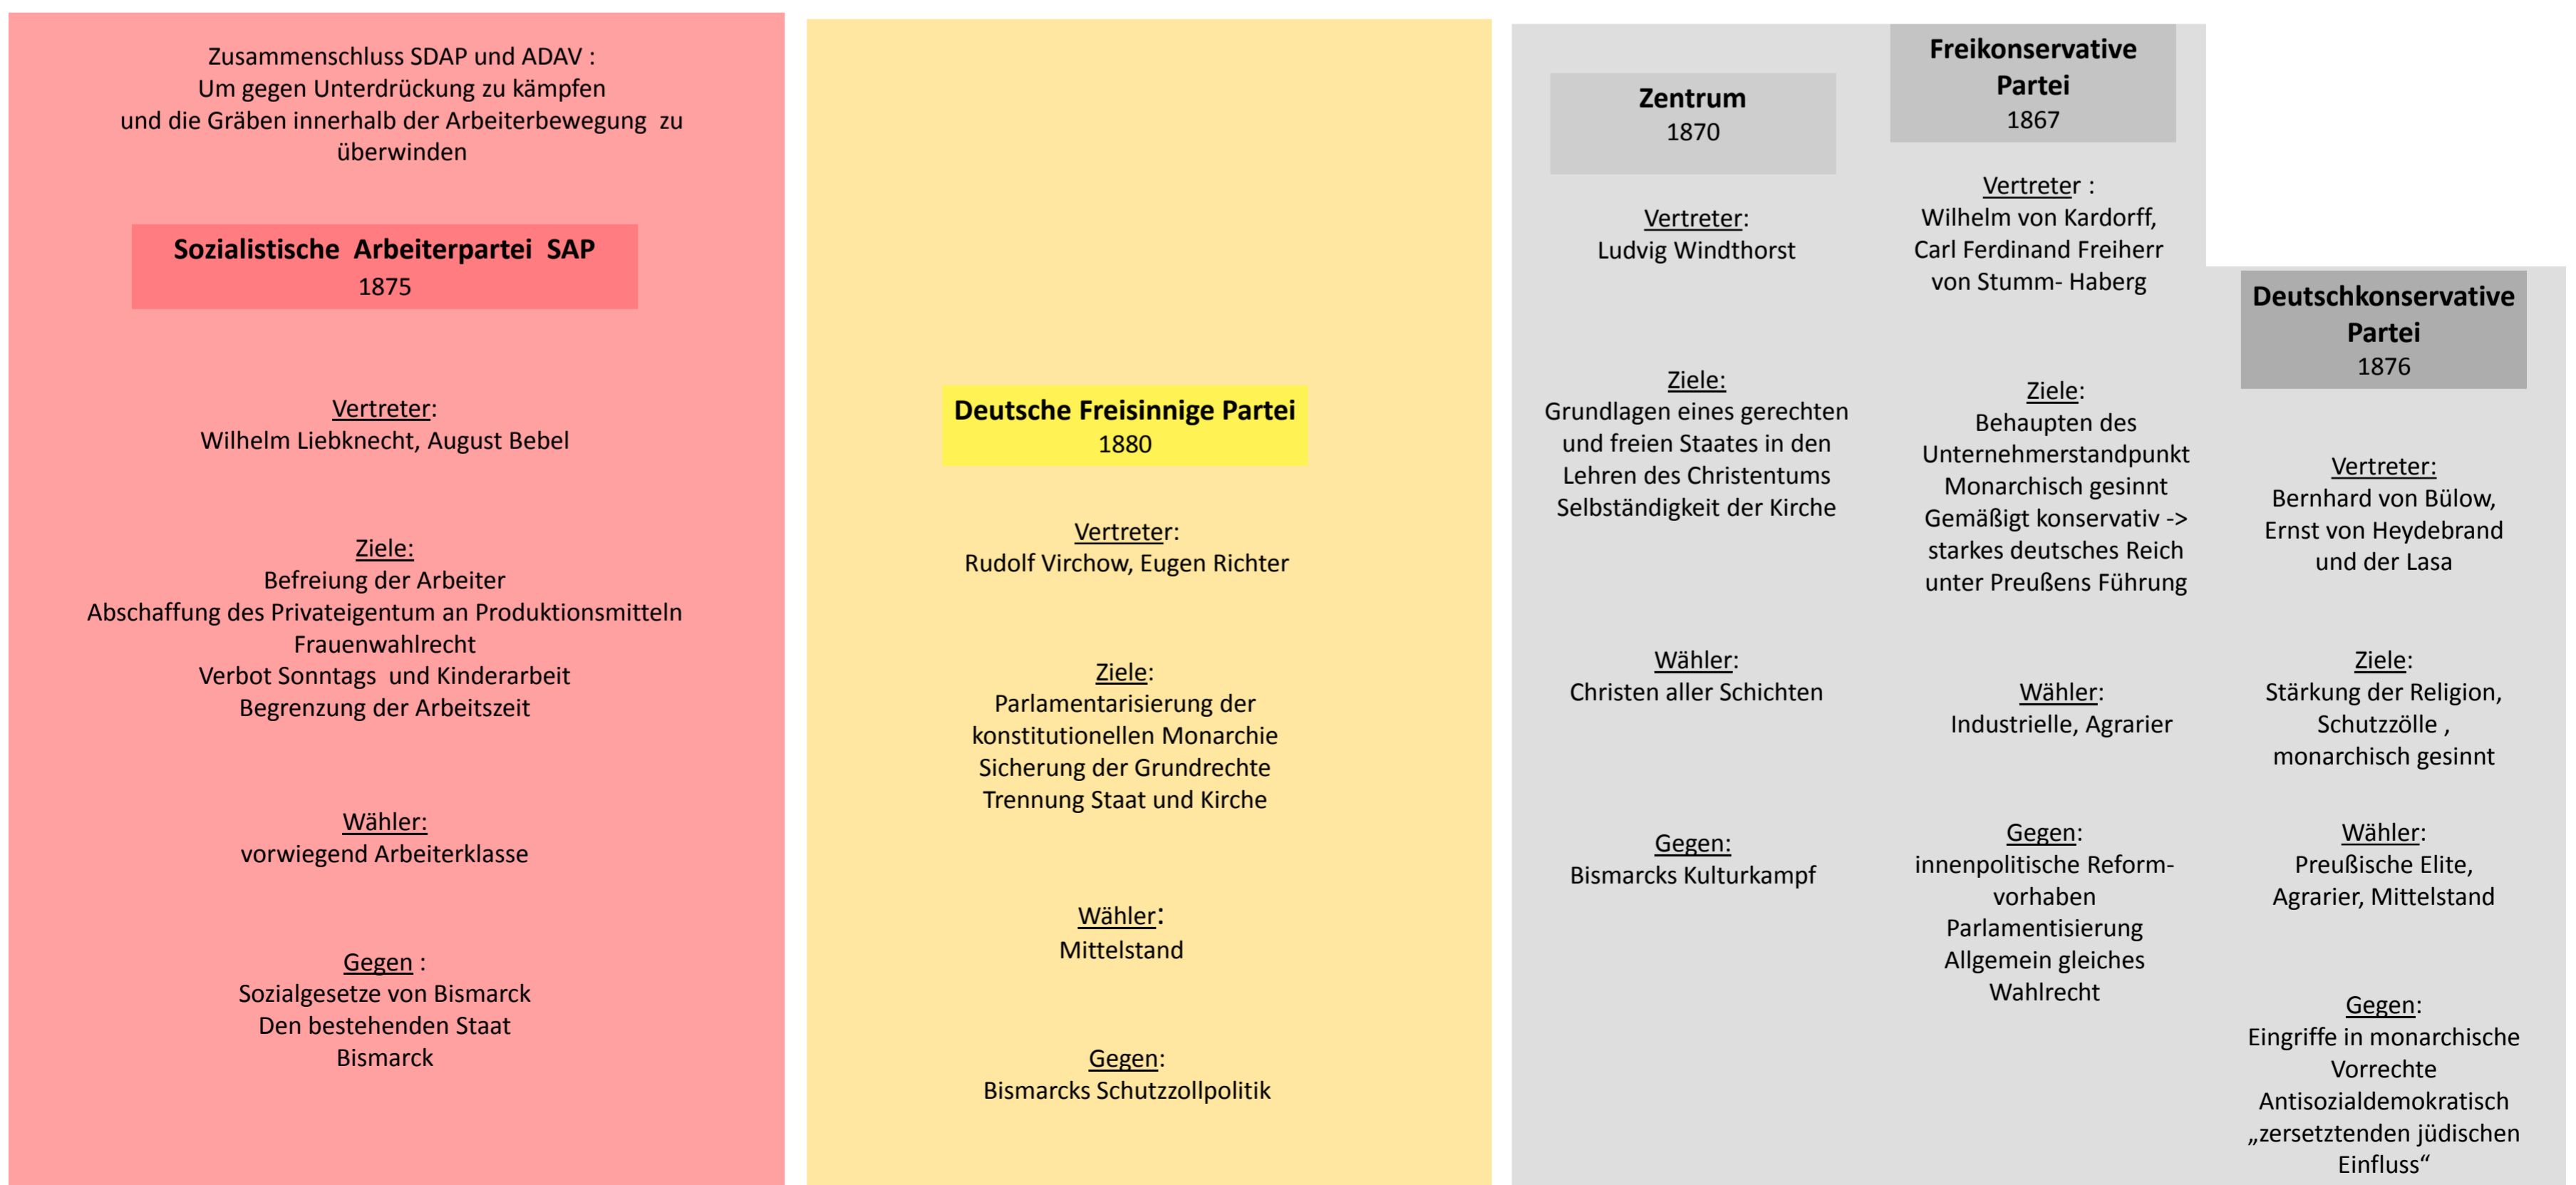 Zusammenschluss SDAP und ADAV :
Um gegen Unterdrückung zu kämpfen
und die Gräben innerhalb der Arbeiterbewegung zu
überwinden
Sozialistische Arbeiterpartei SAP
1875
Vertreter:
Wilhelm Liebknecht, August Bebel
Ziele:
Befreiung der Arbeiter
Abschaffung des Privateigentum an Produktionsmitteln
Frauenwahlrecht
Verbot Sonntags und Kinderarbeit
Begrenzung der Arbeitszeit
Wähler:
vorwiegend Arbeiterklasse
Gegen :
Sozialgesetze von Bismarck
Den bestehenden Staat
Bismarck
Deutsche Freisinnige Partei
1880
Vertreter:
Rudolf Virchow, Eugen Richter
Ziele:
Parlamentarisierung der
konstitutionellen Monarchie
Sicherung der Grundrechte
Trennung Staat und Kirche
Wähler:
Mittelstand
Gegen:
Bismarcks Schutzzollpolitik
Zentrum
1870
Vertreter:
Ludvig Windthorst
Ziele:
Grundlagen eines gerechten
und freien Staates in den
Lehren des Christentums
Selbständigkeit der Kirche
Wähler:
Christen aller Schichten
Gegen:
Bismarcks Kulturkampf
Freikonservative
Partei
1867
Vertreter :
Wilhelm von Kardorff,
Carl Ferdinand Freiherr
von Stumm- Haberg
Ziele:
Behaupten des
Unternehmerstandpunkt
Monarchisch gesinnt
Gemäßigt konservativ ->
starkes deutsches Reich
unter Preußens Führung
Wähler:
Industrielle, Agrarier
Gegen:
innenpolitische Reform-
vorhaben
Parlamentisierung
Allgemein gleiches
Wahlrecht
Deutschkonservative
Partei
1876
Vertreter:
Bernhard von Bülow,
Ernst von Heydebrand
und der Lasa
Ziele:
Stärkung der Religion,
Schutzzölle ,
monarchisch gesinnt
Wähler:
Preußische Elite,
Agrarier, Mittelstand
Gegen:
Eingriffe in monarchische
Vorrechte
Antisozialdemokratisch
„zersetztenden jüdischen
Einfluss“